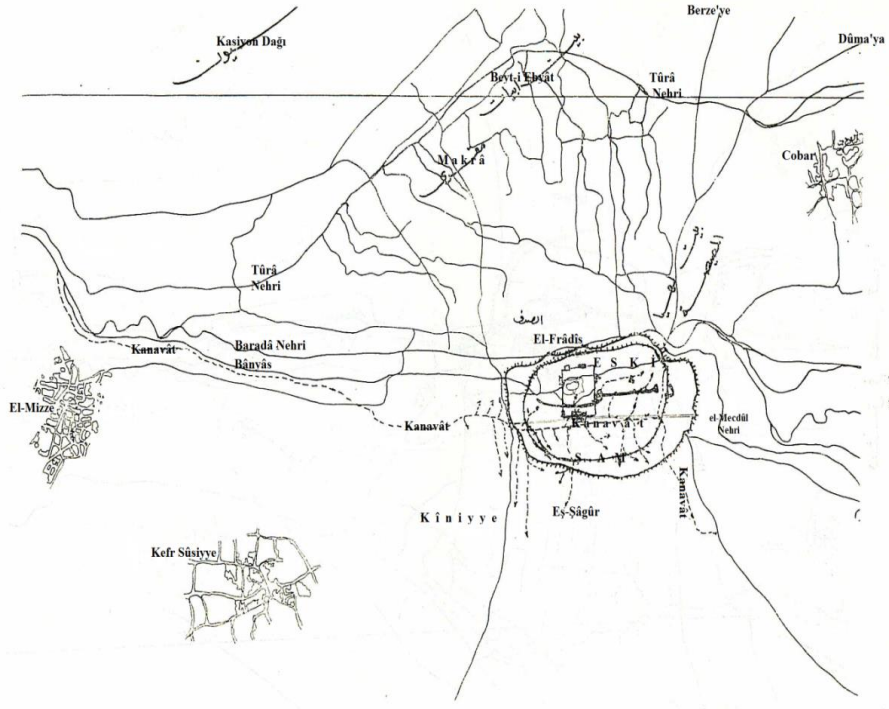 Berze'ye
Kasiyon Dağı
Dûma'ya
Beyt-i Ebyât
Tûrâ
Nehri
Makrâ
Cobar
Tûrâ
Nehri
الصوف
El-Frâdîs
Kanavât
Baradâ Nehri
Bânyâs
ESKİ
El-Mizze
Kanavât
Kanavât
el-Mecdûl
Nehri
ŞAM
Kanavât
Kîniyye
Eş-Şâgûr
Kefr Sûsiyye